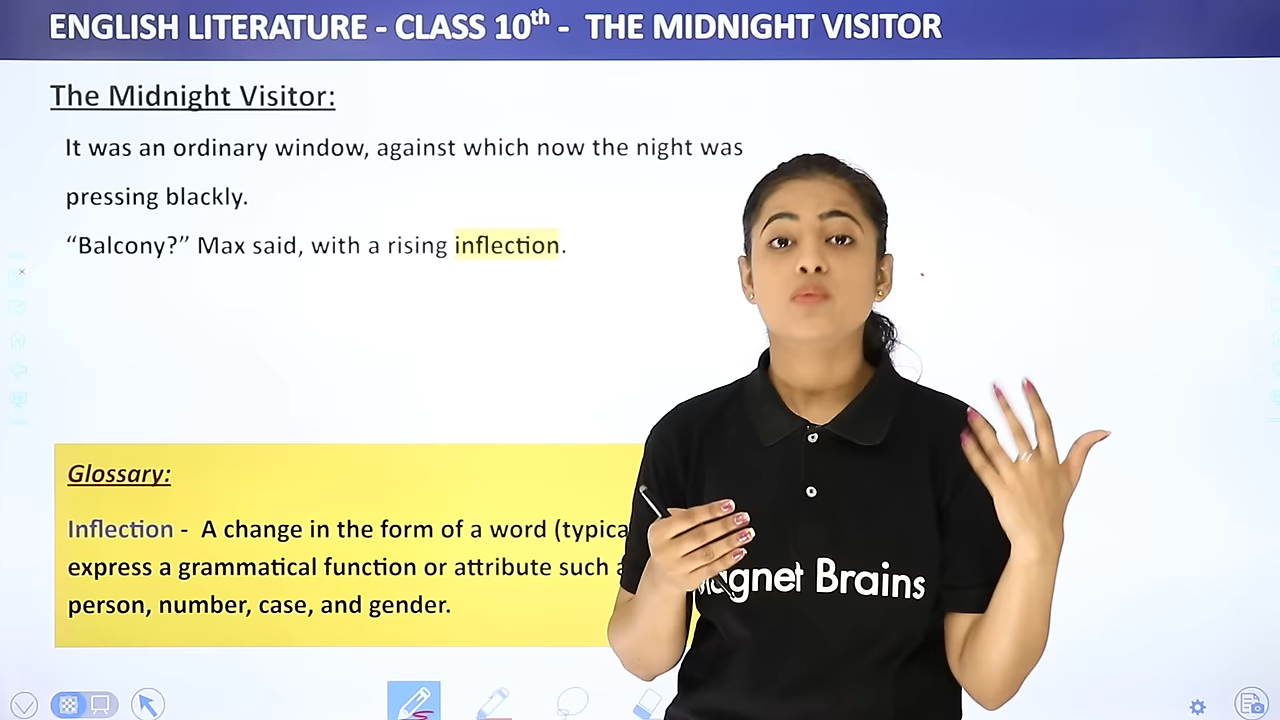 ENGLISH LITERATURE - CLASS 10th - THE MIDNIGHT VISITOR
The Midnight Visitor:
It was an ordinary window, against which now the night was
pressing blackly.
“Balcony?” Max said, with a rising inflection.
Glossary:
Inflection - A change in the form of a word
express a grammatical function or attribute such
person, number, case, and gender.
Magnet Brains